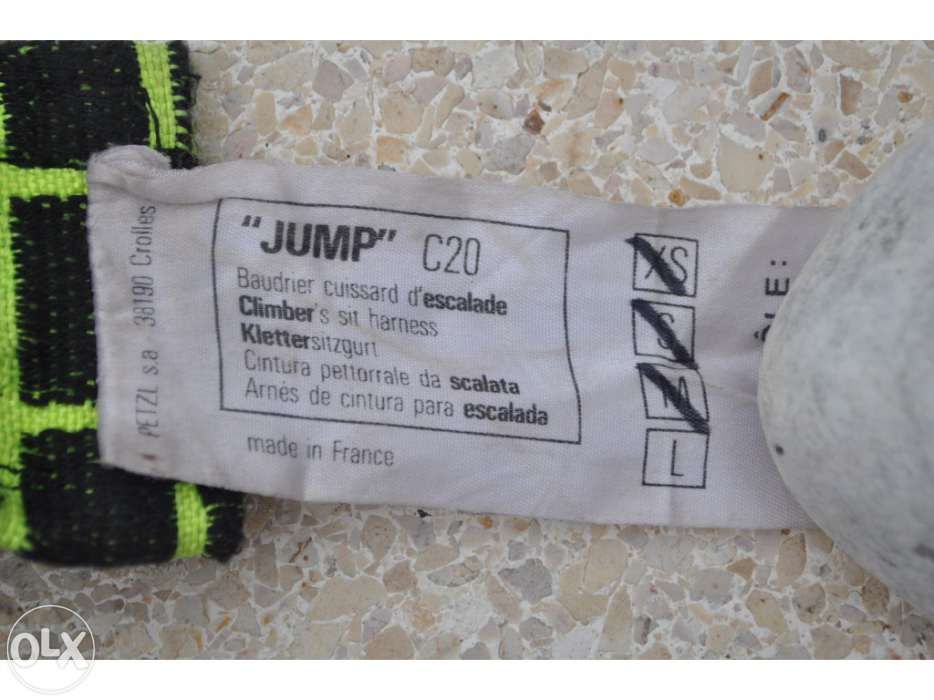 PETZL s.a 38190 Crolles
"JUMP" C20
Baudrier cuissard d'escalade
Climber's sit harness
Klettersitzgurt
Cintura pettorrale da scalata
Arnés de cintura para escalada
made in France
XS
S
L
OLX